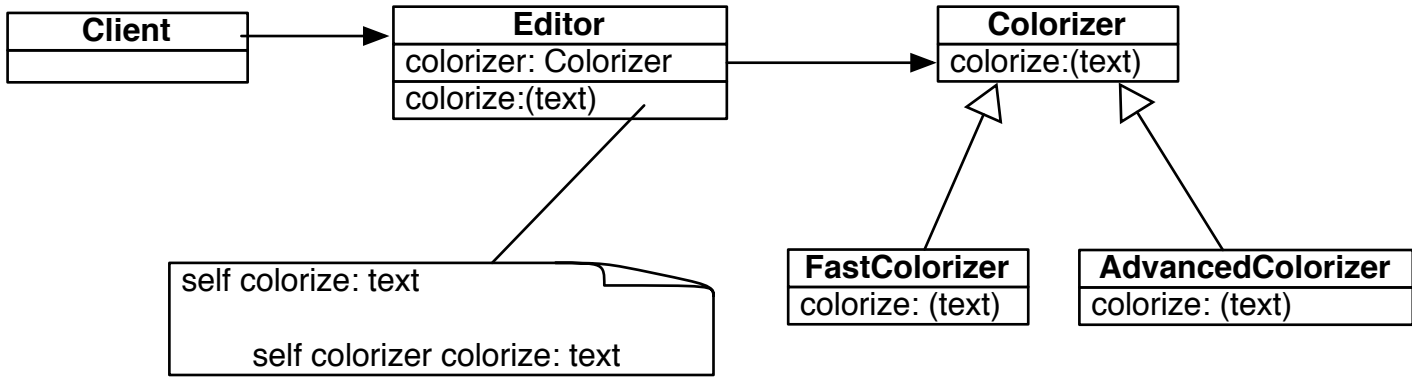 Client
Editor
colorizer: Colorizer
colorize:(text)
Colorizer
colorize:(text)
self colorize: text
self colorizer colorize: text
FastColorizer
colorize: (text)
AdvancedColorizer
colorize: (text)